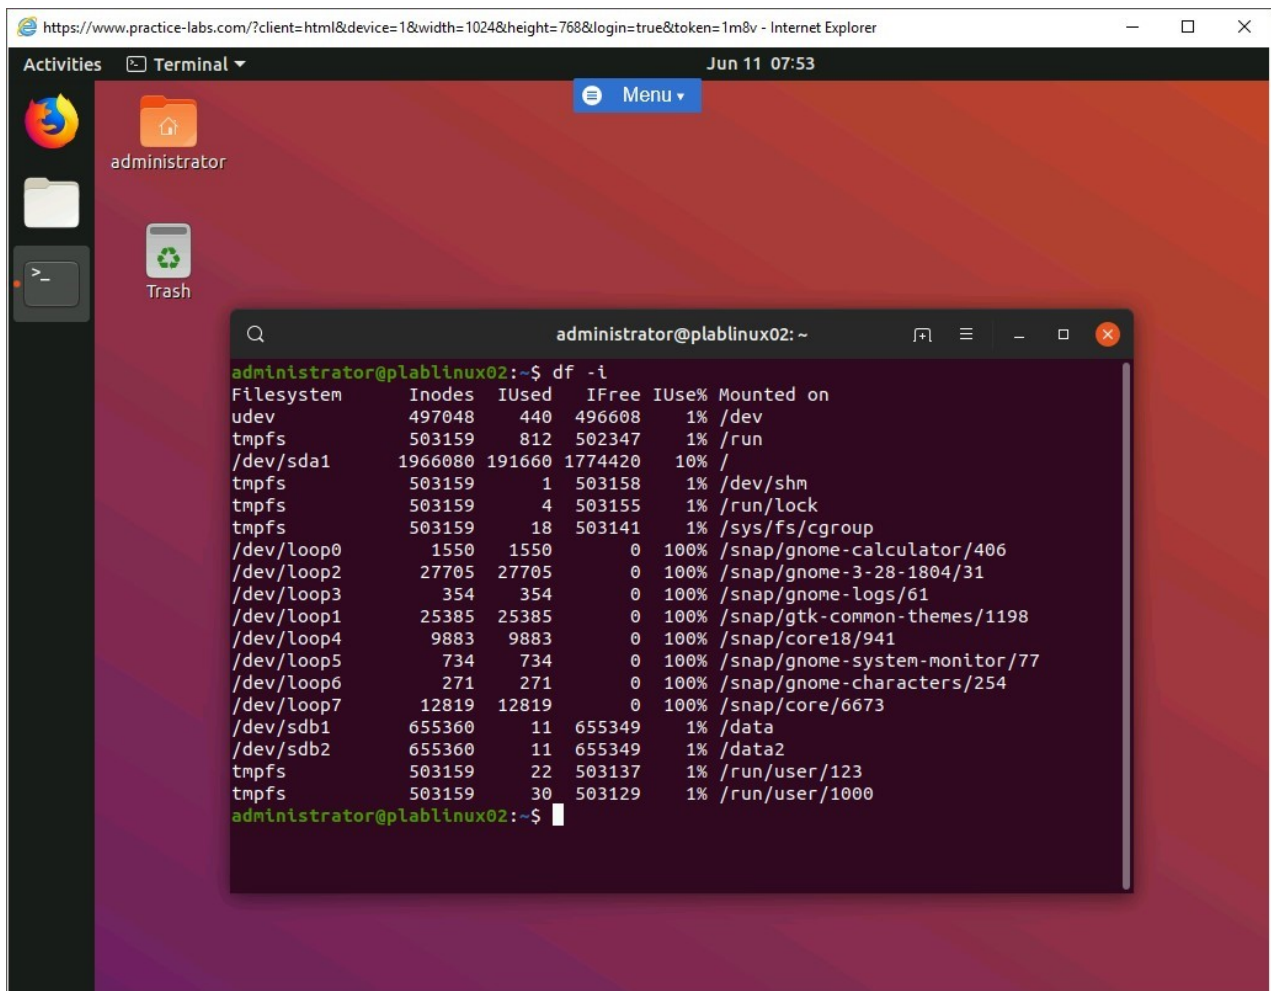 https://www.practice-labs.com/?client=html&device=1&width=1024&height=768&login=true&token=1m8v - Internet Explorer
Activities Terminal Jun 11 07:53
Menu
administrator
Trash
administrator@plablinux02: ~
administrator@plablinux02:~$ df -i
Filesystem Inodes IUsed IFree IUse% Mounted on
udev 497048 440 496608 1% /dev
tmpfs 503159 812 502347 1% /run
/dev/sda1 1966080 191660 1774420 10% /
tmpfs 503159 1 503158 1% /dev/shm
tmpfs 503159 4 503155 1% /run/lock
tmpfs 503159 18 503141 1% /sys/fs/cgroup
/dev/loop0 1550 1550 0 100% /snap/gnome-calculator/406
/dev/loop2 27705 27705 0 100% /snap/gnome-3-28-1804/31
/dev/loop3 354 354 0 100% /snap/gnome-logs/61
/dev/loop1 25385 25385 0 100% /snap/gtk-common-themes/1198
/dev/loop4 9883 9883 0 100% /snap/core18/941
/dev/loop5 734 734 0 100% /snap/gnome-system-monitor/77
/dev/loop6 271 271 0 100% /snap/gnome-characters/254
/dev/loop7 12819 12819 0 100% /snap/core/6673
/dev/sdb1 655360 11 655349 1% /data
/dev/sdb2 655360 11 655349 1% /data2
tmpfs 503159 22 503137 1% /run/user/123
tmpfs 503159 30 503129 1% /run/user/1000
administrator@plablinux02:~$